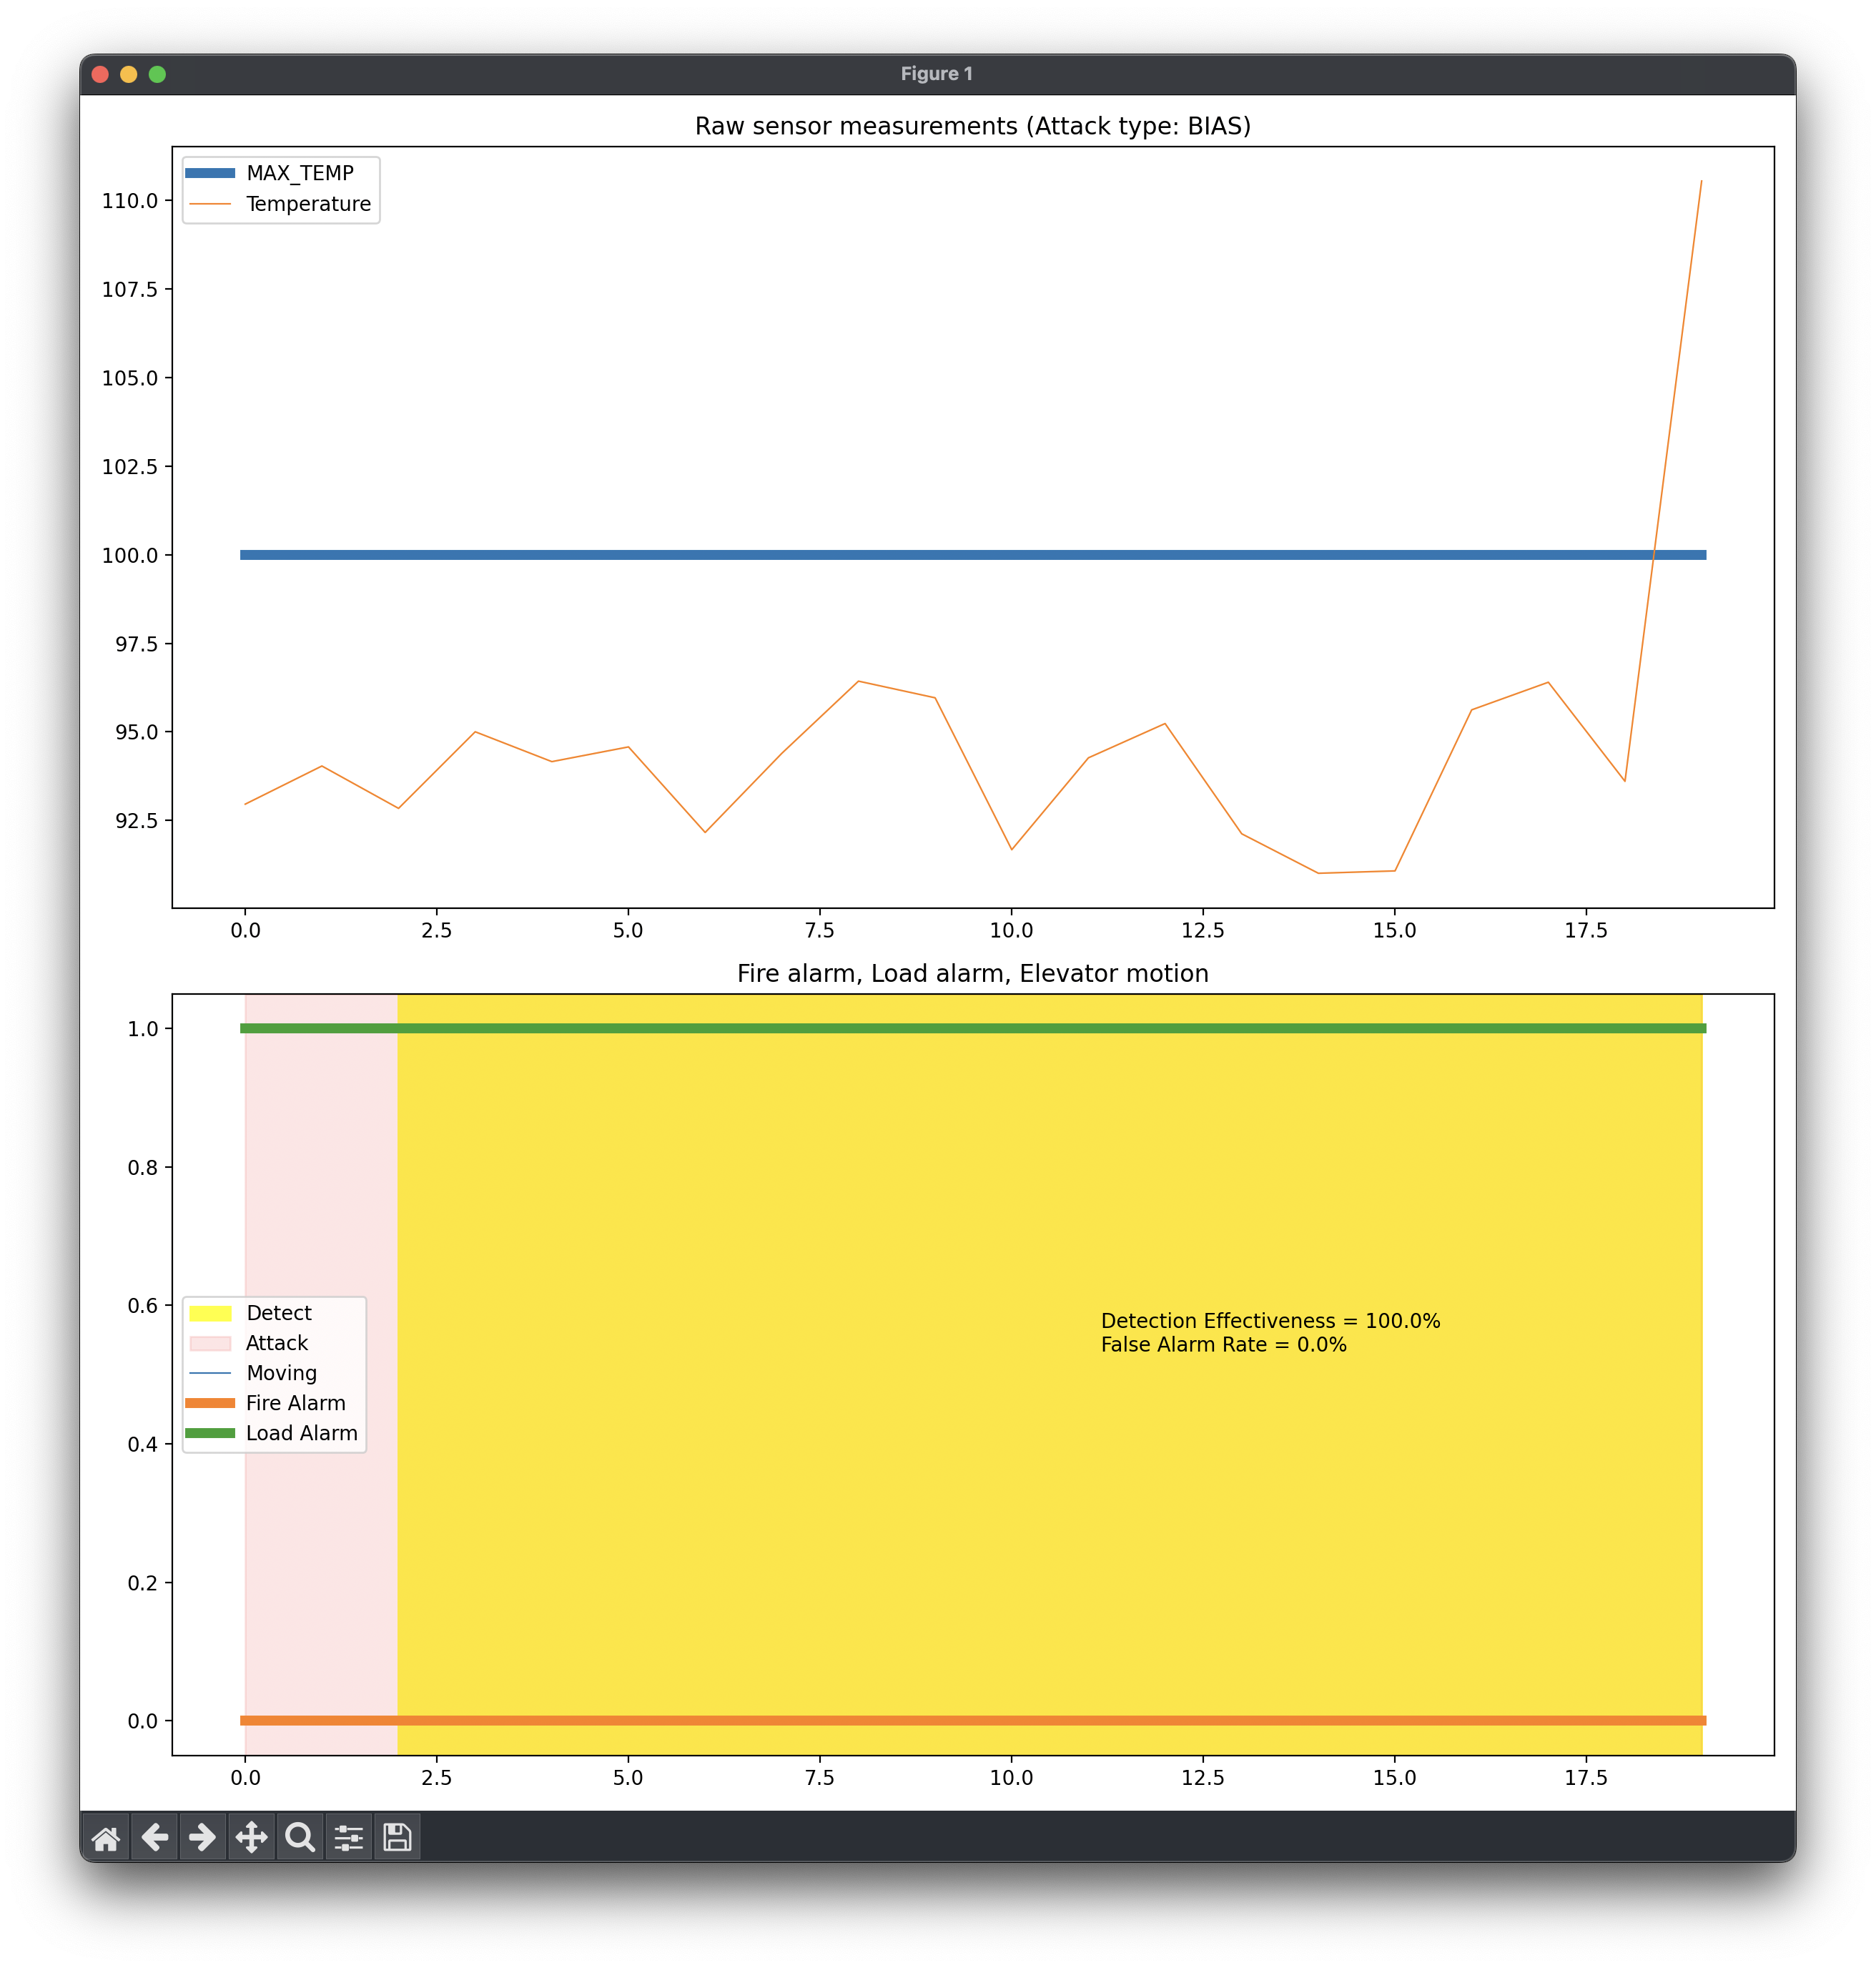 Figure 1
Raw sensor measurements (Attack type: BIAS)
MAX_TEMP
Temperature
110.0
107.5
105.0
102.5
100.0
97.5
95.0
92.5
0.0 2.5 5.0 7.5 10.0 12.5 15.0 17.5
Fire alarm, Load alarm, Elevator motion
1.0
0.8
0.6
0.4
0.2
0.0
Detect
Attack
Moving
Fire Alarm
Load Alarm
Detection Effectiveness = 100.0%
False Alarm Rate = 0.0%
0.0 2.5 5.0 7.5 10.0 12.5 15.0 17.5